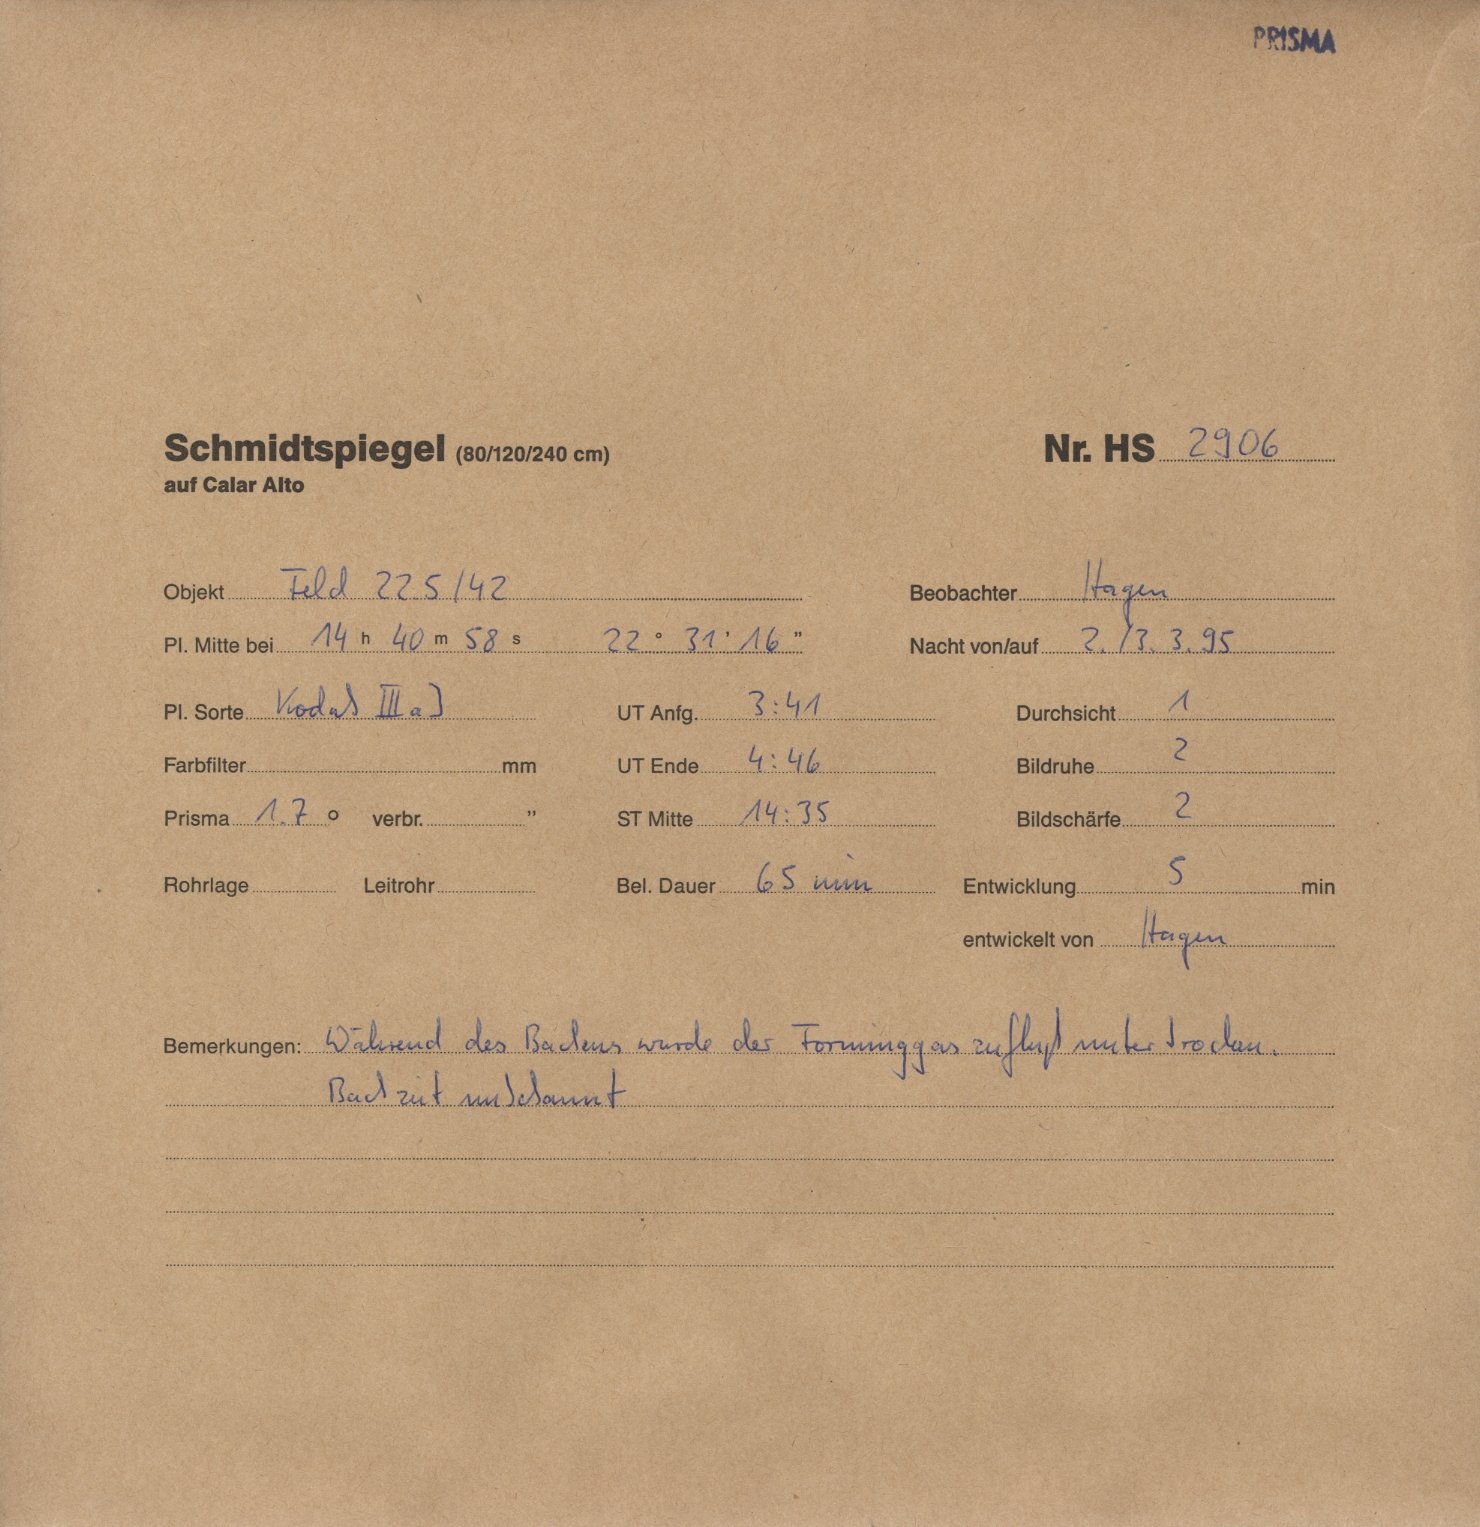 PRISMA
Schmidtspiegel (80/120/240 cm) Nr. HS 2906
auf Calar Alto
Objekt Feld 225/42 Beobachter Hagen
Pl. Mitte bei 14 h 40 m 58 s 22 ° 31 ' 16 " Nacht von/auf 2./3. 3. 95
Pl. Sorte Kodak IIIaJ UT Anfg. 3:41 Durchsicht 1
Farbfilter mm UT Ende 4:46 Bildruhe 2
Prisma 1.7 ° verbr. " ST Mitte 14:35 Bildschärfe 2
Rohrlage Leitrohr Bel. Dauer 65 min Entwicklung 5 min
entwickelt von Hagen
Bemerkungen: Während des Backens wurde der Forminggas
Backzeit unbekannt